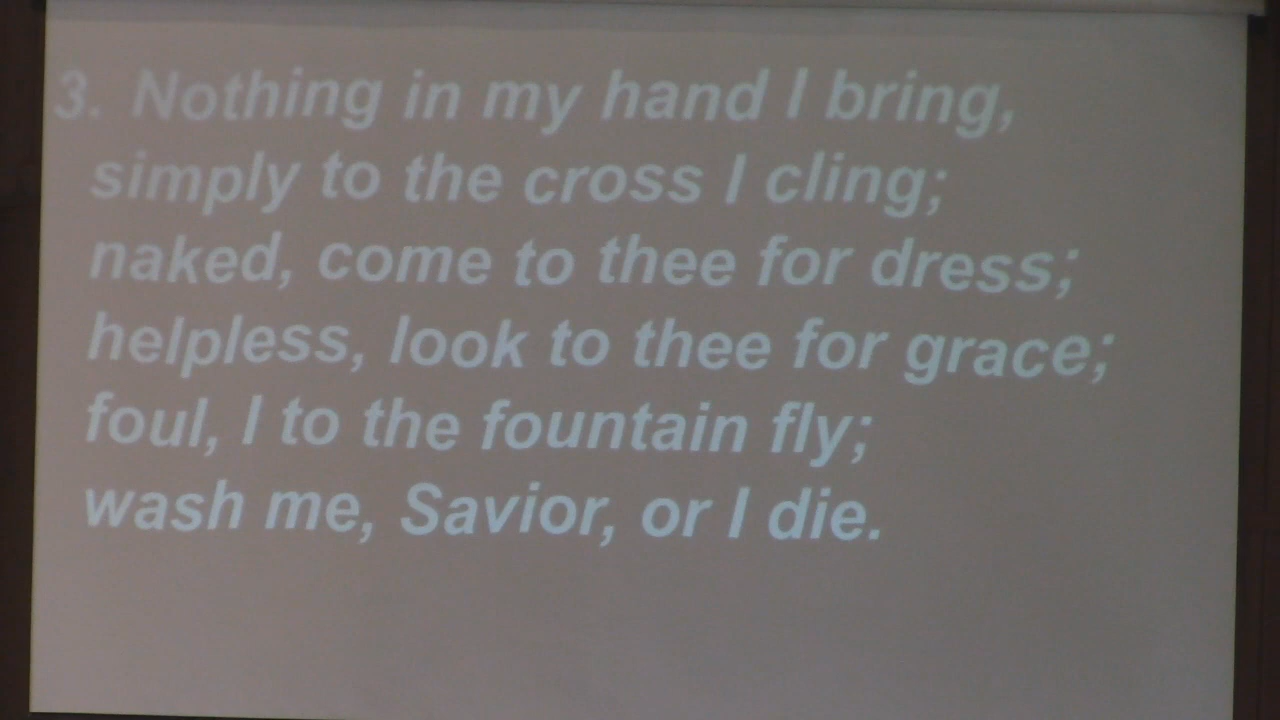 3. Nothing in my hand I bring,
simply to the cross I cling;
naked, come to thee for dress;
helpless, look to thee for grace;
foul, I to the fountain fly;
wash me, Savior, or I die.